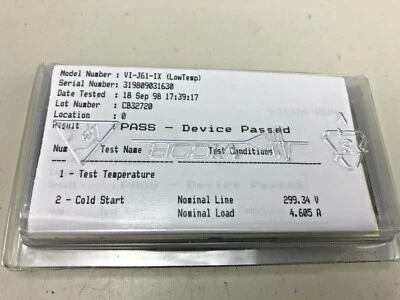 Model Number : VI-J61-IX (LowTemp)
Serial Number : 319809031630
Date Tested : 18 Sep 98 17:39:17
Lot Number : CB32720
Location : 0
Result : PASS - Device Passed
Num Test Name Test Conditions
1 - Test Temperature
2 - Cold Start Nominal Line 299.34 V
Nominal Load 4.605 A